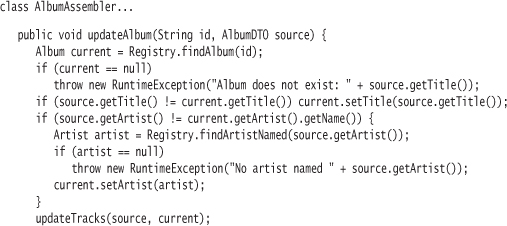 class AlbumAssembler...
public void updateAlbum(String id, AlbumDTO source) {
Album current = Registry.findAlbum(id);
if (current == null)
throw new RuntimeException("Album does not exist: " + source.getTitle());
if (source.getTitle() != current.getTitle()) current.setTitle(source.getTitle());
if (source.getArtist() != current.getArtist().getName()) {
Artist artist = Registry.findArtistNamed(source.getArtist());
if (artist == null)
throw new RuntimeException("No artist named " + source.getArtist());
current.setArtist(artist);
}
updateTracks(source, current);